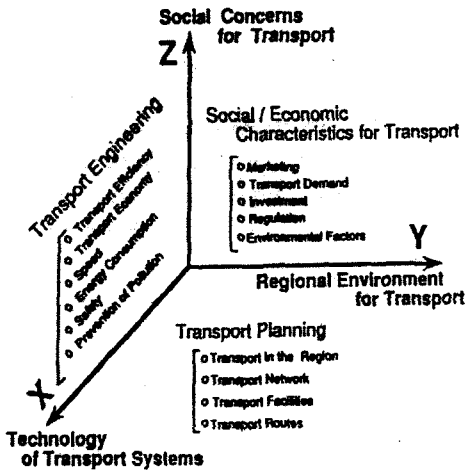 Social Concerns
for Transport
Z
Social / Economic
Characteristics for Transport
Marketing
Transport Demand
Investment
Regulation
Environmental Factors
Transport Engineering
Transport Efficiency
Transport Economy
Speed
Energy Consumption
Safety
Prevention of Pollution
Y
Regional Environment
for Transport
Transport Planning
Transport in the Region
Transport Network
Transport Facilities
Transport Routes
X
Technology
of Transport Systems